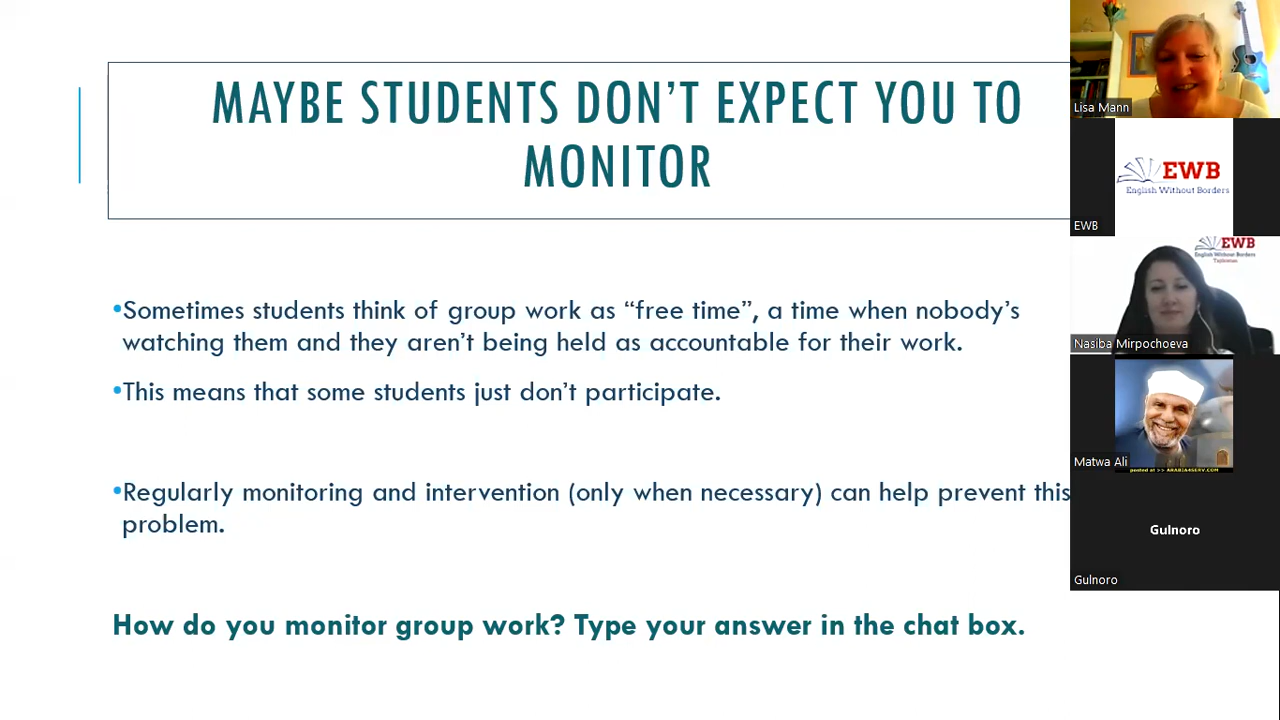 MAYBE STUDENTS DON'T EXPECT YOU TO
MONITOR
•Sometimes students think of group work as “free time”, a time when nobody's
watching them and they aren't being held as accountable for their work.
•This means that some students just don't participate.
•Regularly monitoring and intervention (only when necessary) can help prevent this
problem.
How do you monitor group work? Type your answer in the chat box.
Lisa Mann
EWB
English Without Borders
EWB
EWB
English Without Borders
Tajikistan
Nasiba Mirpochoeva
posted at >> ARABIA4SERV.COM
Matwa Ali
Gulnoro
Gulnoro